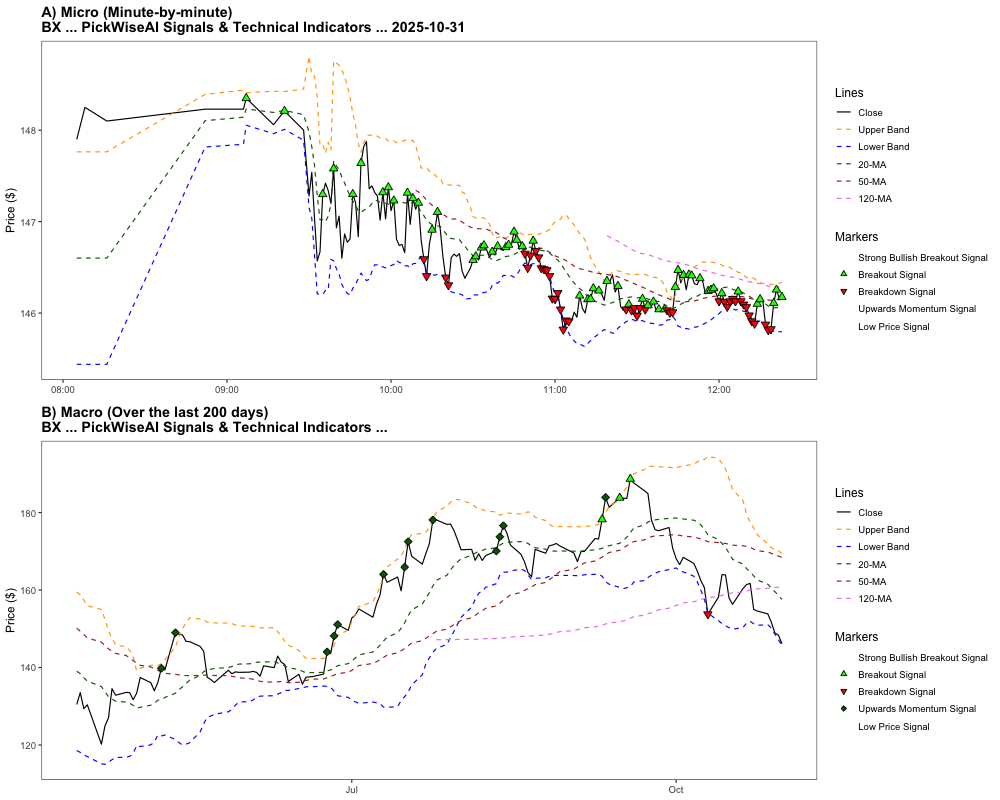 A) Micro (Minute-by-minute)
BX ... PickWiseAI Signals & Technical Indicators ... 2025-10-31
Price ($)
148
147
146
08:00
09:00
10:00
11:00
12:00
Lines
Close
Upper Band
Lower Band
20-MA
50-MA
120-MA
Markers
Strong Bullish Breakout Signal
Breakout Signal
Breakdown Signal
Upwards Momentum Signal
Low Price Signal
B) Macro (Over the last 200 days)
BX ... PickWiseAI Signals & Technical Indicators ...
Price ($)
180
160
140
120
Jul
Oct
Lines
Close
Upper Band
Lower Band
20-MA
50-MA
120-MA
Markers
Strong Bullish Breakout Signal
Breakout Signal
Breakdown Signal
Upwards Momentum Signal
Low Price Signal